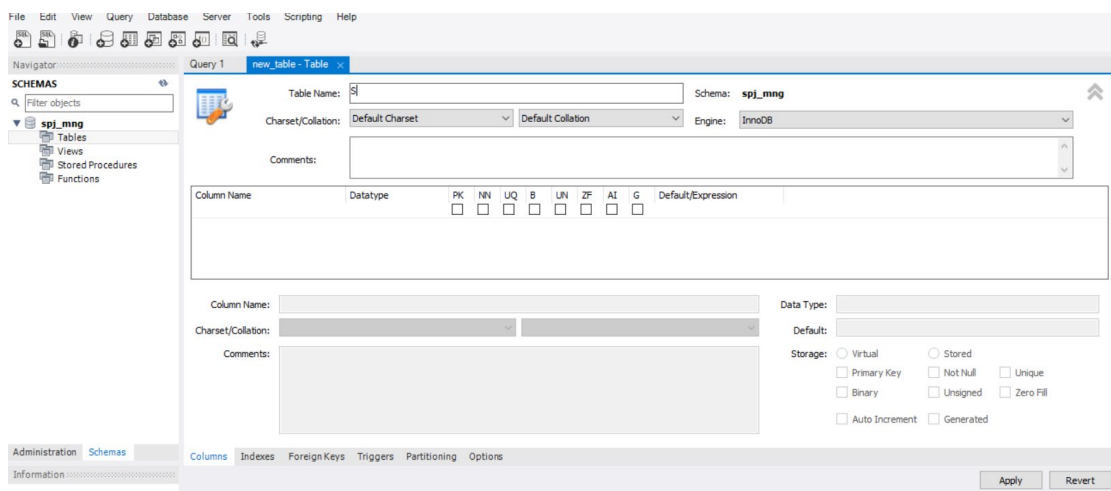 File Edit View Query Database Server Tools Scripting Help
Navigator
Query 1 new_table - Table ×
SCHEMAS
Filter objects
spj_mng
Tables
Views
Stored Procedures
Functions
Table Name: S Schema: spj_mng
Charset/Collation: Default Charset Default Collation Engine: InnoDB
Comments:
Column Name Datatype PK NN UQ B UN ZF AI G Default/Expression
Column Name: Data Type:
Charset/Collation: Default:
Comments: Storage: Virtual Stored
Primary Key Not Null Unique
Binary Unsigned Zero Fill
Auto Increment Generated
Administration Schemas
Columns Indexes Foreign Keys Triggers Partitioning Options
Information
Apply Revert